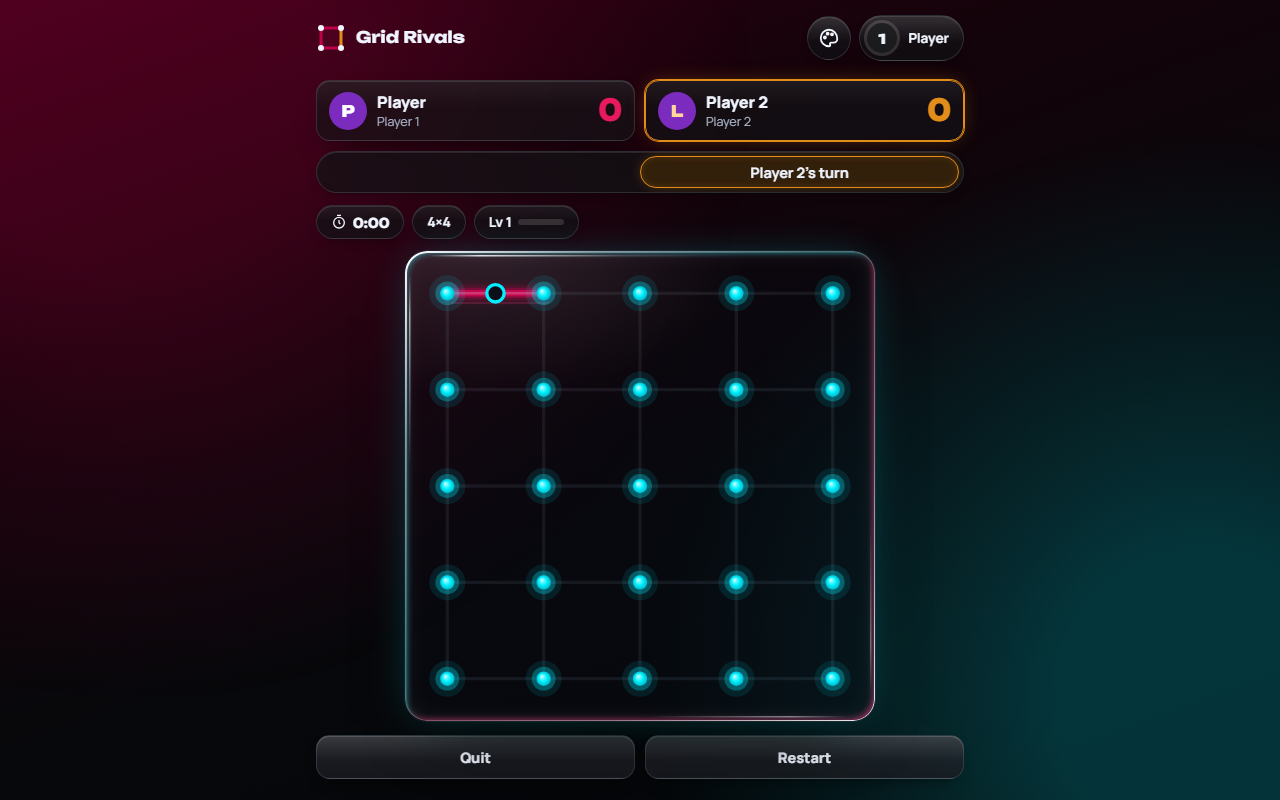 Grid Rivals
1 Player
P Player 0
Player 1
L Player 2 0
Player 2
Player 2's turn
0:00 4×4 Lv 1
Quit Restart